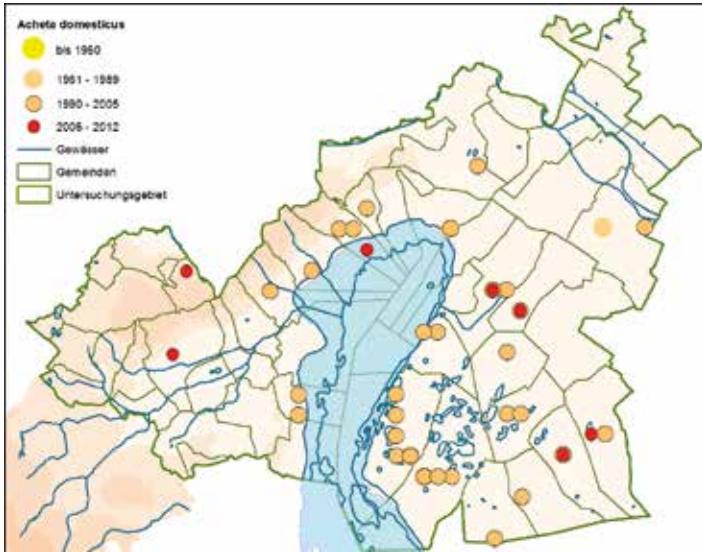 Acheta domesticus
bis 1960
1961 - 1989
1990 - 2005
2006 - 2012
Gewässer
Gemeinden
Untersuchungsgebiet